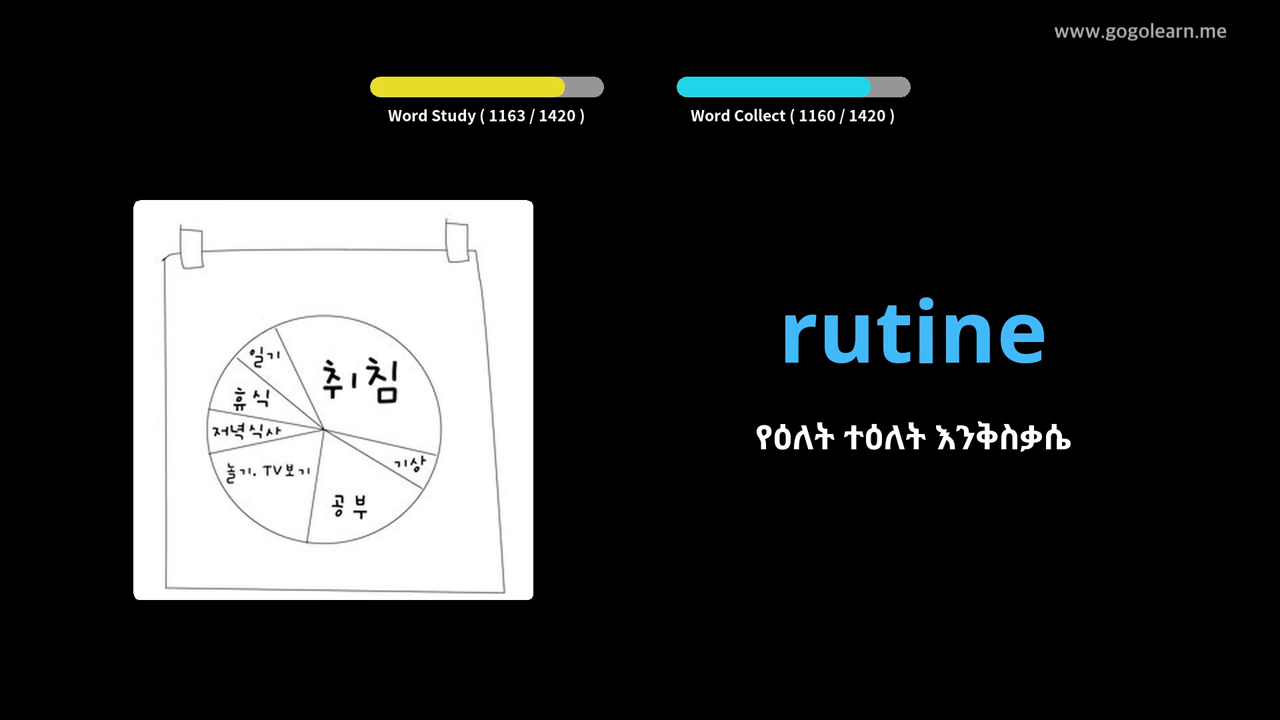 www.gogolearn.me
Word Study ( 1163 / 1420 )
Word Collect ( 1160 / 1420 )
일기
취침
휴식
저녁식사
놀기. TV보기
기상
공부
rutine
የዕለት ተዕለት እንቅስቃሴ